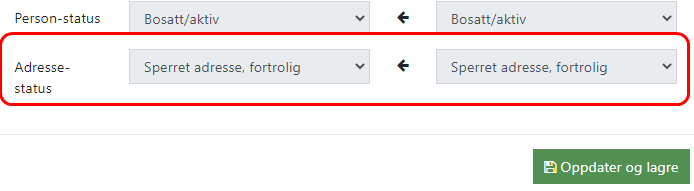 Person-status Bosatt/aktiv Bosatt/aktiv
Adresse-
status Sperret adresse, fortrolig Sperret adresse, fortrolig
Oppdater og lagre